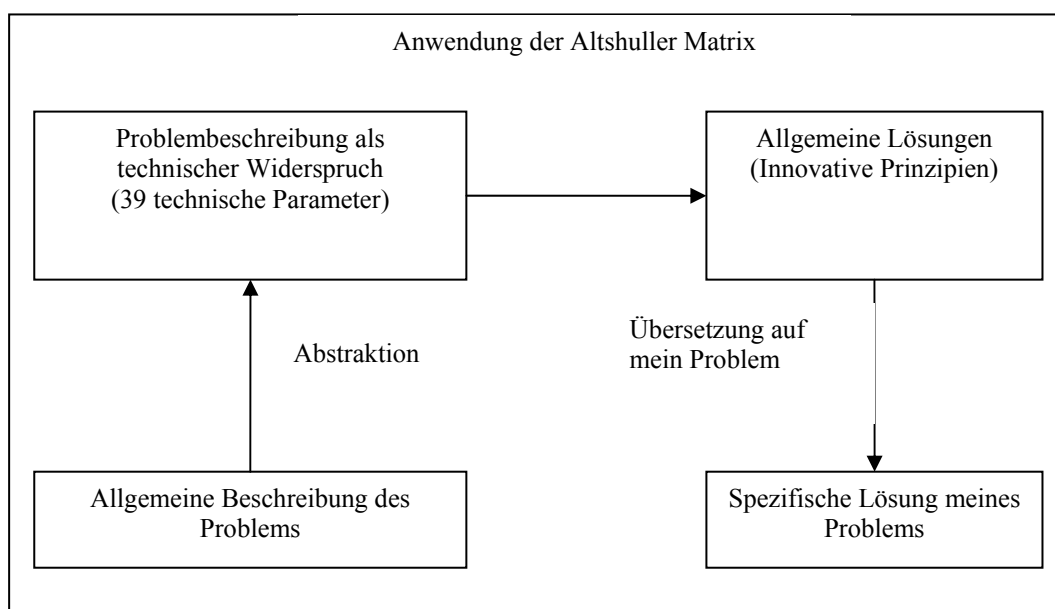 Anwendung der Altshuller Matrix
Problembeschreibung als
technischer Widerspruch
(39 technische Parameter)
Allgemeine Lösungen
(Innovative Prinzipien)
Abstraktion
Übersetzung auf
mein Problem
Allgemeine Beschreibung des
Problems
Spezifische Lösung meines
Problems